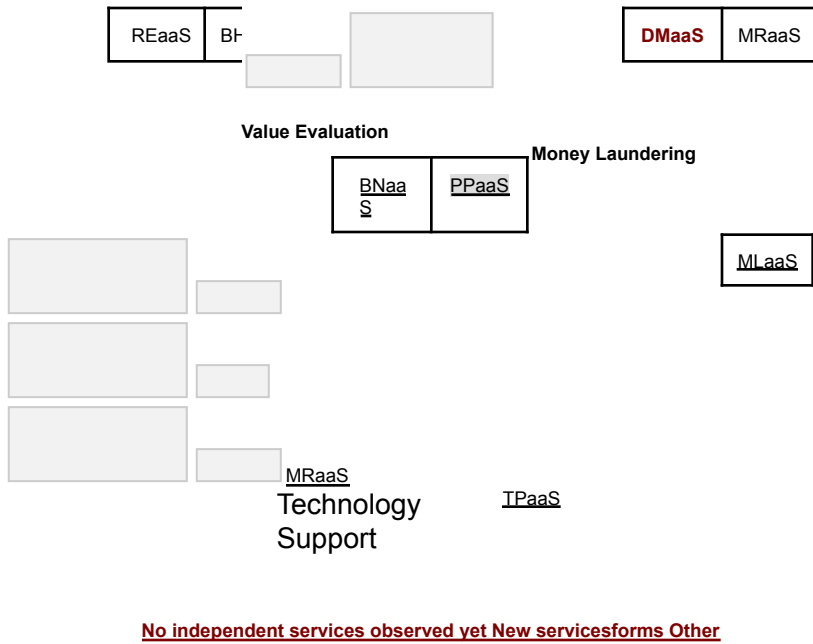 REaaS BH DMaaS MRaaS
Value Evaluation
Money Laundering
BNaa
S
PPaaS
MLaaS
MRaaS
Technology
Support
TPaaS
No independent services observed yet New servicesforms Other